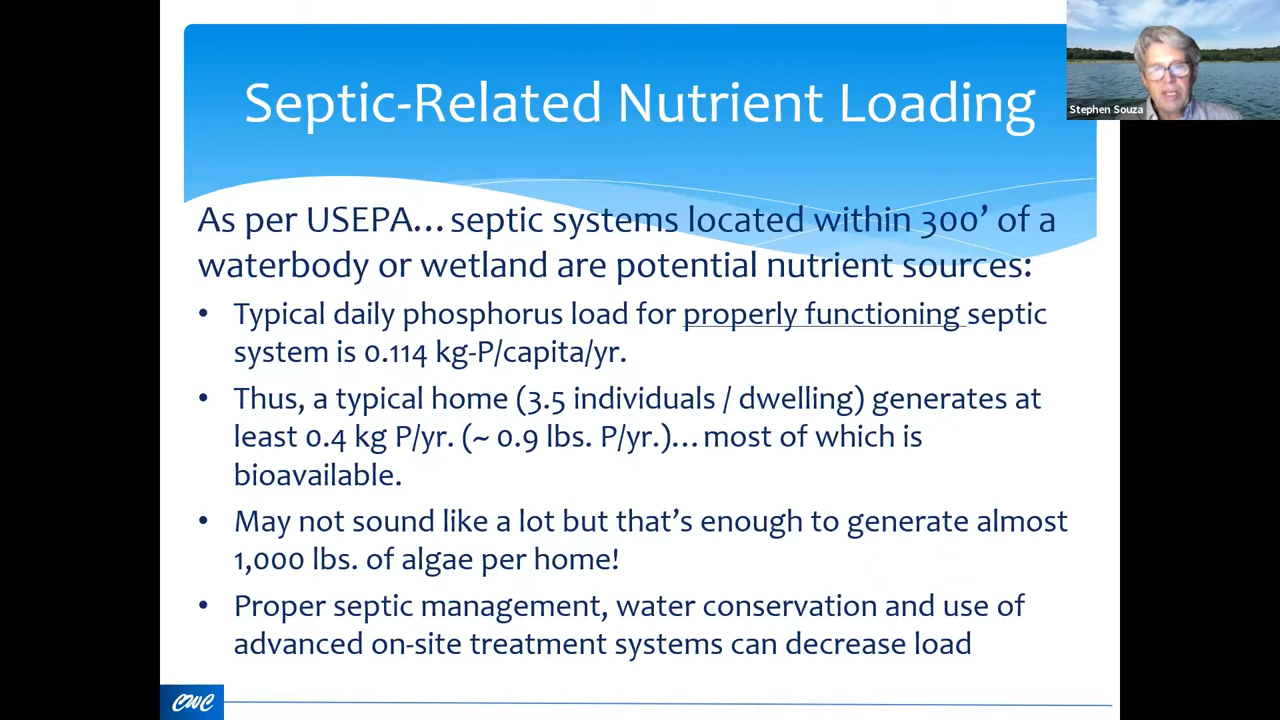 Septic-Related Nutrient Loading
Stephen Souza
As per USEPA...septic systems located within 300' of a
waterbody or wetland are potential nutrient sources:
• Typical daily phosphorus load for properly functioning septic
system is 0.114 kg-P/capita/yr.
• Thus, a typical home (3.5 individuals / dwelling) generates at
least 0.4 kg P/yr. (~ 0.9 lbs. P/yr.)...most of which is
bioavailable.
• May not sound like a lot but that's enough to generate almost
1,000 lbs. of algae per home!
• Proper septic management, water conservation and use of
advanced on-site treatment systems can decrease load
CWC